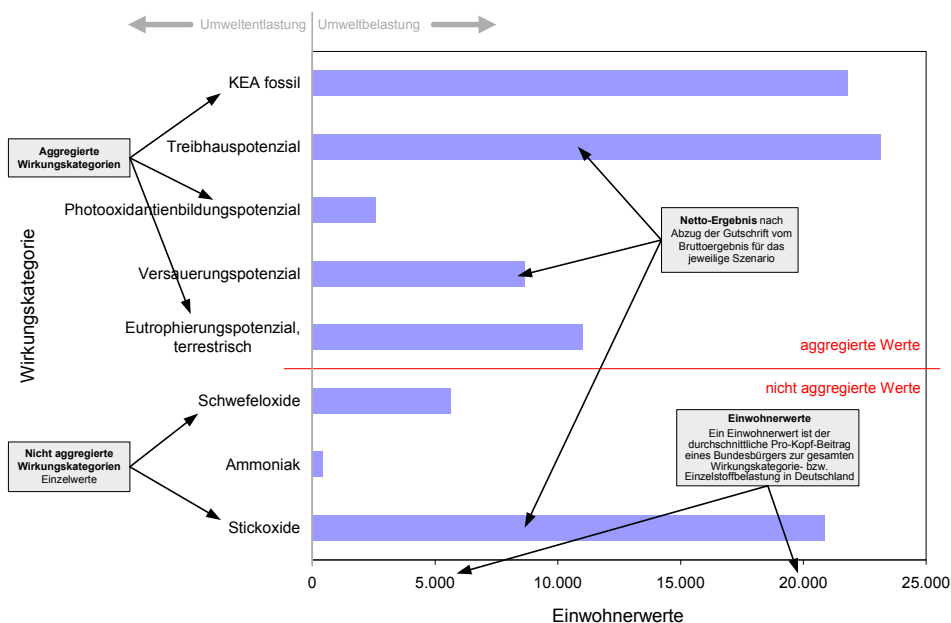 Umweltentlastung
Umweltbelastung
KEA fossil
Treibhauspotenzial
Aggregierte
Wirkungskategorien
Photooxidantienbildungspotenzial
Netto-Ergebnis nach
Abzug der Gutschrift vom
Bruttoergebnis für das
jeweilige Szenario
Wirkungskategorie
Versauerungspotenzial
Eutrophierungspotenzial,
terrestrisch
aggregierte Werte
nicht aggregierte Werte
Schwefeloxide
Einwohnerwerte
Ein Einwohnerwert ist der
durchschnittliche Pro-Kopf-Beitrag
eines Bundesbürgers zur gesamten
Wirkungskategorie- bzw.
Einzelstoffbelastung in Deutschland
Nicht aggregierte
Wirkungskategorien
Einzelwerte
Ammoniak
Stickoxide
0 5.000 10.000 15.000 20.000 25.000
Einwohnerwerte